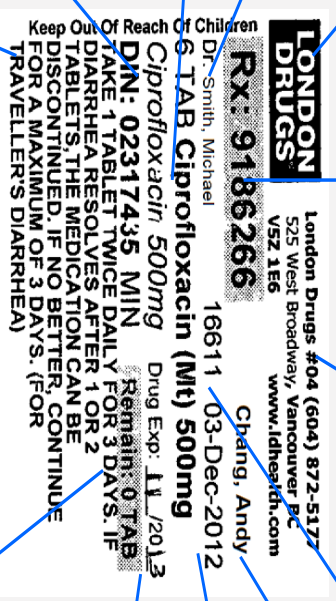 Keep Out Of Reach Of Children
LONDON
DRUGS
London Drugs #04 (604) 872-5177
525 West Broadway, Vancouver BC
V5Z 1E6 www.ldhealth.com
Rx: 9186266 Chang, Andy
Dr. Smith, Michael 16611 03-Dec-2012
6 TAB Ciprofloxacin (Mt) 500mg
Ciprofloxacin 500mg Drug Exp: 11/2013
DIN: 02317435 MIN Remain: 0 TAB
TAKE 1 TABLET TWICE DAILY FOR 3 DAYS. IF
DIARRHEA RESOLVES AFTER 1 OR 2
TABLETS,THE MEDICATION CAN BE
DISCONTINUED. IF NO BETTER, CONTINUE
FOR A MAXIMUM OF 3 DAYS. (FOR
TRAVELLER'S DIARRHEA)